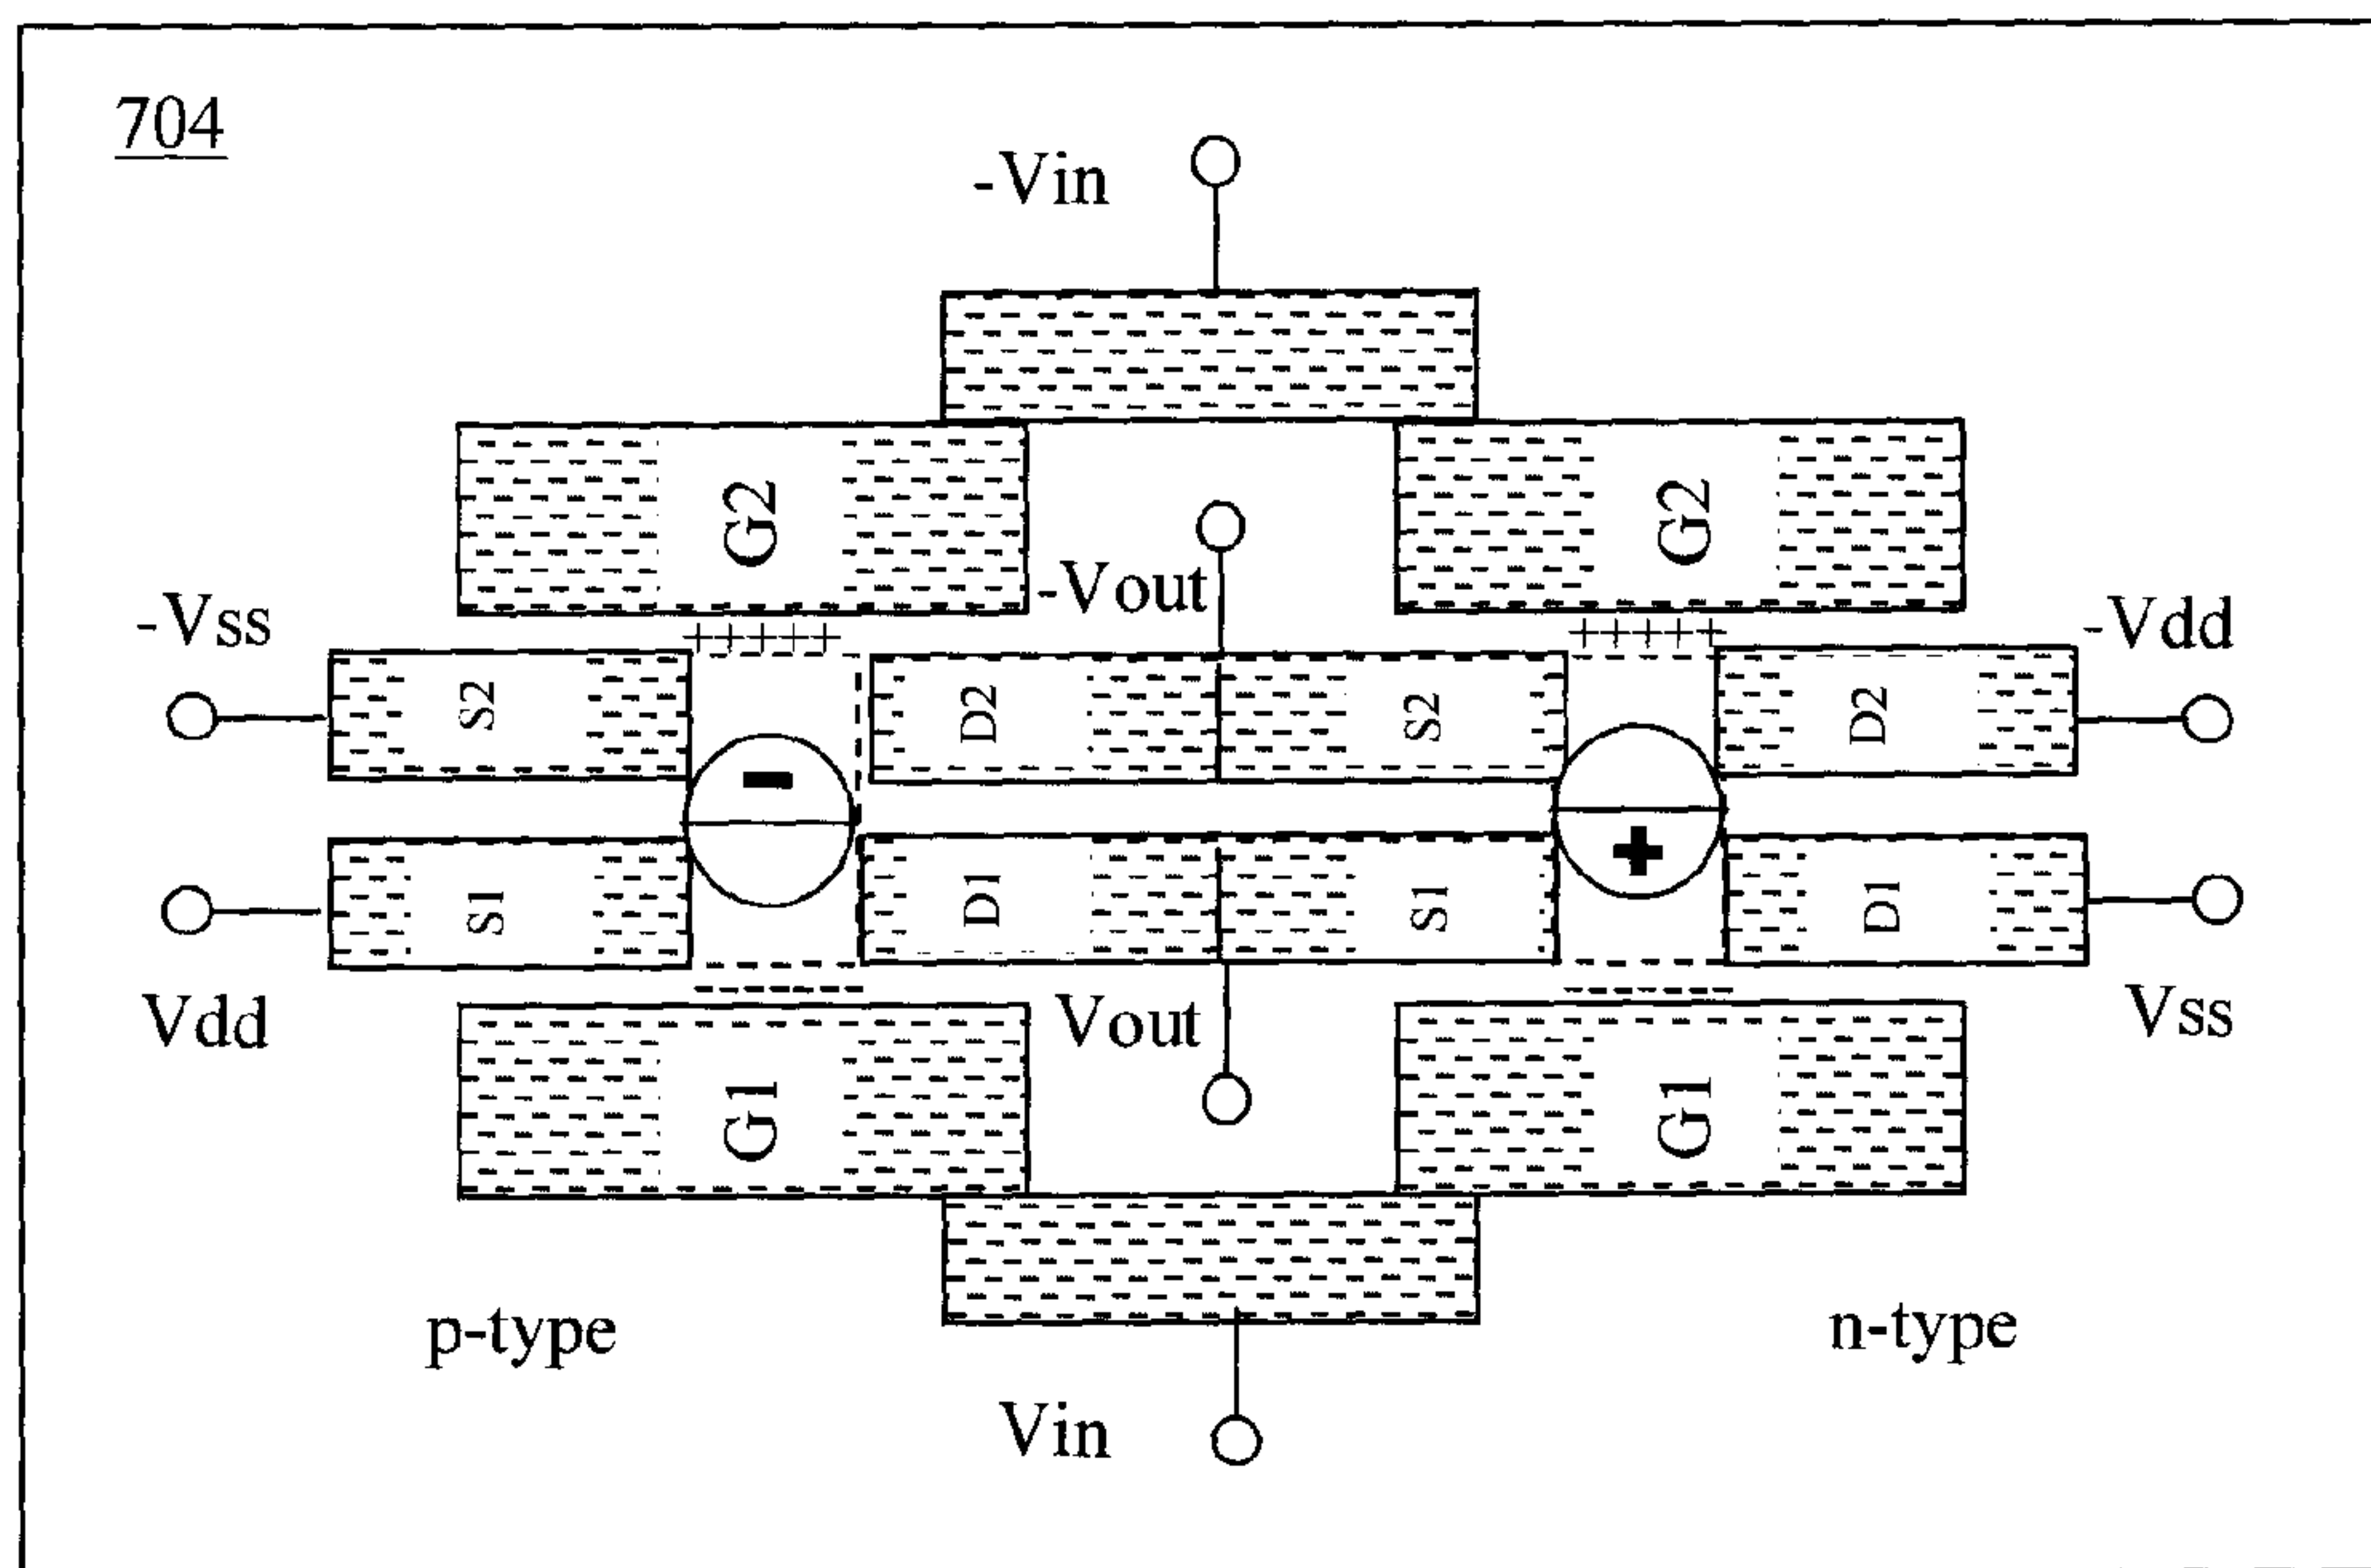 704
-Vin
G2 G2
-Vout
-Vss -Vdd
S2 D2 S2 D2
- +
S1 D1 S1 D1
Vdd Vout Vss
G1 G1
p-type n-type
Vin